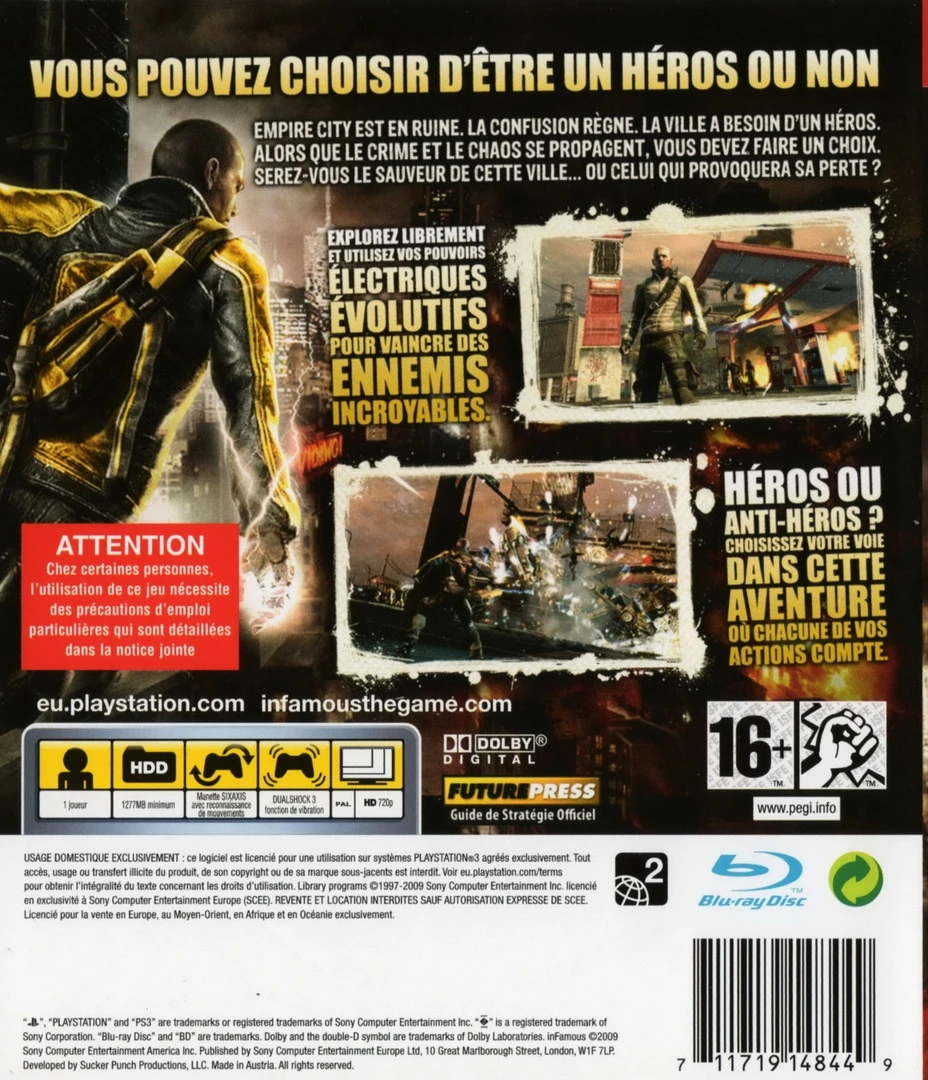 VOUS POUVEZ CHOISIR D'ÊTRE UN HÉROS OU NON
EMPIRE CITY EST EN RUINE. LA CONFUSION RÈGNE. LA VILLE A BESOIN D'UN HÉROS.
ALORS QUE LE CRIME ET LE CHAOS SE PROPAGENT, VOUS DEVEZ FAIRE UN CHOIX.
SEREZ-VOUS LE SAUVEUR DE CETTE VILLE... OU CELUI QUI PROVOQUERA SA PERTE ?
EXPLOREZ LIBREMENT
ET UTILISEZ VOS POUVOIRS
ÉLECTRIQUES
ÉVOLUTIFS
POUR VAINCRE DES
ENNEMIS
INCROYABLES.
HÉROS OU
ANTI-HÉROS ?
CHOISISSEZ VOTRE VOIE
DANS CETTE
AVENTURE
OÙ CHACUNE DE VOS
ACTIONS COMPTE.
ATTENTION
Chez certaines personnes,
l'utilisation de ce jeu nécessite
des précautions d'emploi
particulières qui sont détaillées
dans la notice jointe
eu.playstation.com infamousthegame.com
HDD
1 joueur
1277MB minimum
Manette SIXAXIS
avec reconnaissance
de mouvements
DUALSHOCK 3
fonction de vibration
PAL
HD 720p
DOLBY®
DIGITAL
FUTUREPRESS
Guide de Stratégie Officiel
16+
TM
TM
www.pegi.info
USAGE DOMESTIQUE EXCLUSIVEMENT : ce logiciel est licencié pour une utilisation sur systèmes PLAYSTATION®3 agréés exclusivement. Tout
accès, usage ou transfert illicite du produit, de son copyright ou de sa marque sous-jacents est interdit. Voir eu.playstation.com/terms
pour obtenir l'intégralité du texte concernant les droits d'utilisation. Library programs ©1997-2009 Sony Computer Entertainment Inc. licencié
en exclusivité à Sony Computer Entertainment Europe (SCEE). REVENTE ET LOCATION INTERDITES SAUF AUTORISATION EXPRESSE DE SCEE.
Licencié pour la vente en Europe, au Moyen-Orient, en Afrique et en Océanie exclusivement.
2
TM
Blu-ray Disc
"", "PLAYSTATION" and "PS3" are trademarks or registered trademarks of Sony Computer Entertainment Inc. "" is a registered trademark of
Sony Corporation. "Blu-ray Disc" and "BD" are trademarks. Dolby and the double-D symbol are trademarks of Dolby Laboratories. inFamous ©2009
Sony Computer Entertainment America Inc. Published by Sony Computer Entertainment Europe Ltd, 10 Great Marlborough Street, London, W1F 7LP.
Developed by Sucker Punch Productions, LLC. Made in Austria. All rights reserved.
7 11719 14844 9